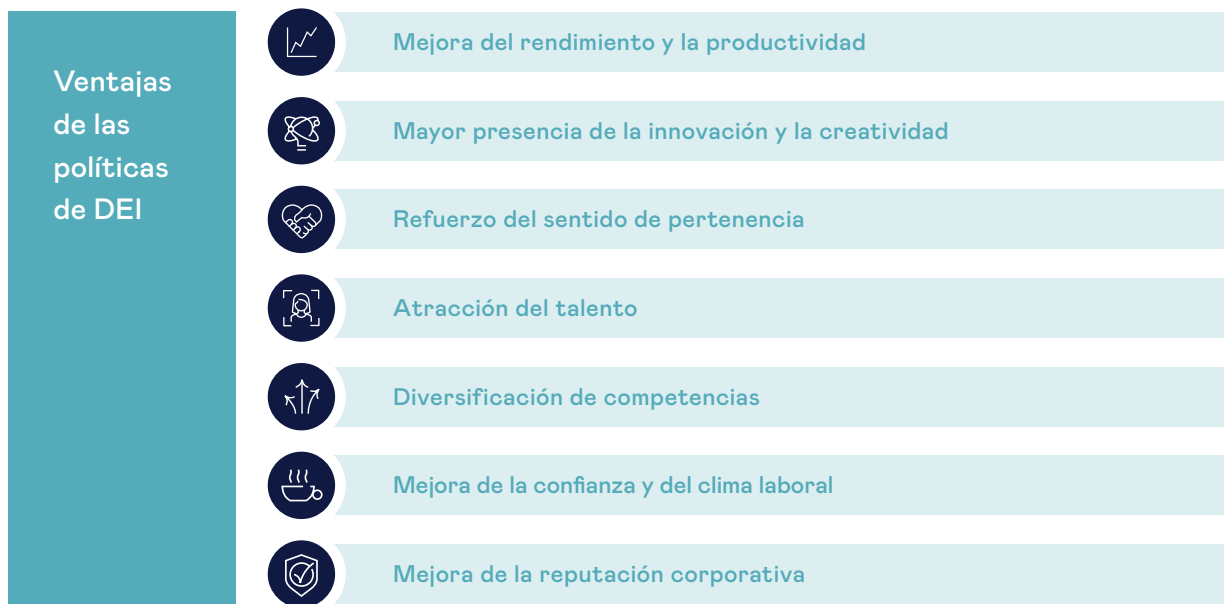 Ventajas
de las
políticas
de DEI
Mejora del rendimiento y la productividad
Mayor presencia de la innovación y la creatividad
Refuerzo del sentido de pertenencia
Atracción del talento
Diversificación de competencias
Mejora de la confianza y del clima laboral
Mejora de la reputación corporativa